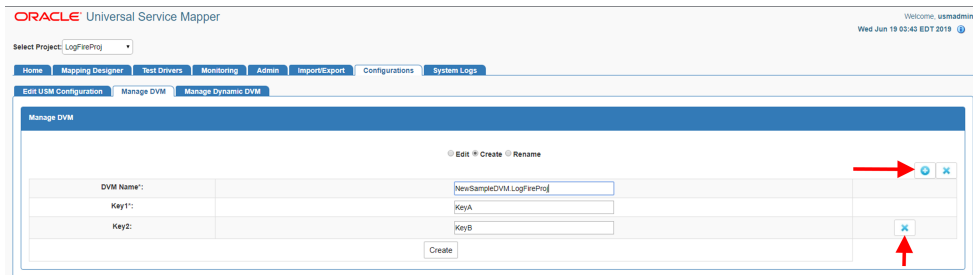 ORACLE® Universal Service Mapper
Welcome, usmadmin
Wed Jun 19 03:43 EDT 2019
Select Project: LogFireProj
Home Mapping Designer Test Drivers Monitoring Admin Import/Export Configurations System Logs
Edit USM Configuration Manage DVM Manage Dynamic DVM
Manage DVM
Edit Create Rename
DVM Name*: NewSampleDVM.LogFireProj
Key1*: KeyA
Key2: KeyB
Create